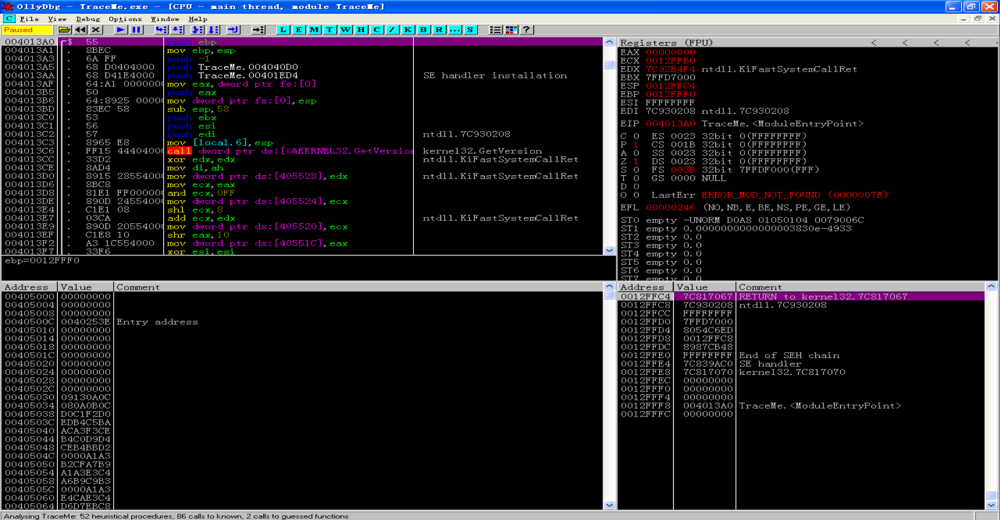 OllyDbg - TraceMe.exe - [CPU - main thread, module TraceMe]
C File View Debug Options Window Help
Paused L E M T W H C / K B R ... S ?
004013A0 $ 55 push ebp
004013A1 . 8BEC mov ebp,esp
004013A3 . 6A FF push -1
004013A5 . 68 D0404000 push TraceMe.004040D0
004013AA . 68 D41E4000 push TraceMe.00401ED4 SE handler installation
004013AF . 64:A1 0000000 mov eax,dword ptr fs:[0]
004013B5 . 50 push eax
004013B6 . 64:8925 00000 mov dword ptr fs:[0],esp
004013BD . 83EC 58 sub esp,58
004013C0 . 53 push ebx
004013C1 . 56 push esi
004013C2 . 57 push edi ntdll.7C930208
004013C3 . 8965 E8 mov [local.6],esp
004013C6 . FF15 44404000 call dword ptr ds:[<&KERNEL32.GetVersion kernel32.GetVersion
004013CC . 33D2 xor edx,edx ntdll.KiFastSystemCallRet
004013CE . 8AD4 mov dl,ah
004013D0 . 8915 28554000 mov dword ptr ds:[405528],edx ntdll.KiFastSystemCallRet
004013D6 . 8BC8 mov ecx,eax
004013D8 . 81E1 FF000000 and ecx,0FF
004013DE . 890D 24554000 mov dword ptr ds:[405524],ecx
004013E4 . C1E1 08 shl ecx,8
004013E7 . 03CA add ecx,edx ntdll.KiFastSystemCallRet
004013E9 . 890D 20554000 mov dword ptr ds:[405520],ecx
004013EF . C1E8 10 shr eax,10
004013F2 . A3 1C554000 mov dword ptr ds:[40551C],eax
004013F7 . 33F6 xor esi,esi
ebp=0012FFF0
Registers (FPU) < < < < <
EAX 00000000
ECX 0012FFB0
EDX 7C92E4F4 ntdll.KiFastSystemCallRet
EBX 7FFD7000
ESP 0012FFC4
EBP 0012FFF0
ESI FFFFFFFF
EDI 7C930208 ntdll.7C930208
EIP 004013A0 TraceMe.<ModuleEntryPoint>
C 0 ES 0023 32bit 0(FFFFFFFF)
P 1 CS 001B 32bit 0(FFFFFFFF)
A 0 SS 0023 32bit 0(FFFFFFFF)
Z 1 DS 0023 32bit 0(FFFFFFFF)
S 0 FS 003B 32bit 7FFDF000(FFF)
T 0 GS 0000 NULL
D 0
O 0 LastErr ERROR_MOD_NOT_FOUND (0000007E)
EFL 00000246 (NO,NB,E,BE,NS,PE,GE,LE)
ST0 empty -UNORM D0A8 01050104 0079006C
ST1 empty 0.0000000000000003830e-4933
ST2 empty 0.0
ST3 empty 0.0
ST4 empty 0.0
ST5 empty 0.0
ST6 empty 0.0
ST7 empty 0.0
Address Value Comment
00405000 00000000
00405004 00000000
00405008 00000000
0040500C 0040253E Entry address
00405010 00000000
00405014 00000000
00405018 00000000
0040501C 00000000
00405020 00000000
00405024 00000000
00405028 00000000
0040502C 00000000
00405030 09130A0C
00405034 080A0B0C
00405038 D0C1F2D0
0040503C EDB4C5BA
00405040 ACA3F3CE
00405044 B4C0D9D4
00405048 CEB4BBD2
0040504C 0000A1A3
00405050 B2CFA7B9
00405054 A1A3E3C4
00405058 A6B9C9B3
0040505C 0000A1A3
00405060 E4CAE3C4
00405064 D6D7EBC8
Address Value Comment
0012FFC4 7C817067 RETURN to kernel32.7C817067
0012FFC8 7C930208 ntdll.7C930208
0012FFCC FFFFFFFF
0012FFD0 7FFD7000
0012FFD4 8054C6ED
0012FFD8 0012FFC8
0012FFDC 8987CB48
0012FFE0 FFFFFFFF End of SEH chain
0012FFE4 7C839AC0 SE handler
0012FFE8 7C817070 kernel32.7C817070
0012FFEC 00000000
0012FFF0 00000000
0012FFF4 00000000
0012FFF8 004013A0 TraceMe.<ModuleEntryPoint>
0012FFFC 00000000
Analysing TraceMe: 52 heuristical procedures, 86 calls to known, 2 calls to guessed functions